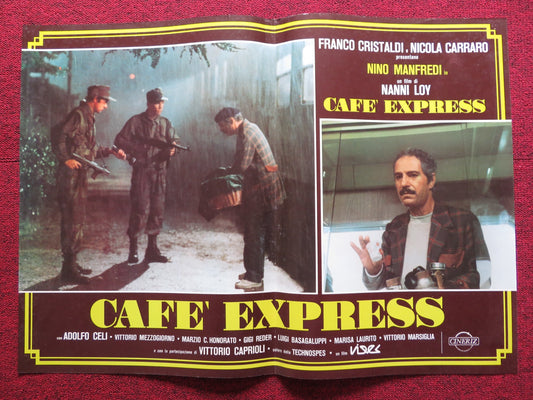 FRANCO CRISTALDI e NICOLA CARRARO
presentano
NINO MANFREDI in
un film di
NANNI LOY
CAFE' EXPRESS
CAFE' EXPRESS
con ADOLFO CELI · VITTORIO MEZZOGIORNO · MARZIO C. HONORATO · GIGI REDER · LUIGI BASAGALUPPI · MARISA LAURITO · VITTORIO MARSIGLIA
e con la partecipazione di VITTORIO CAPRIOLI · colore della TECHNOSPES · un film Vides
CINERIZ